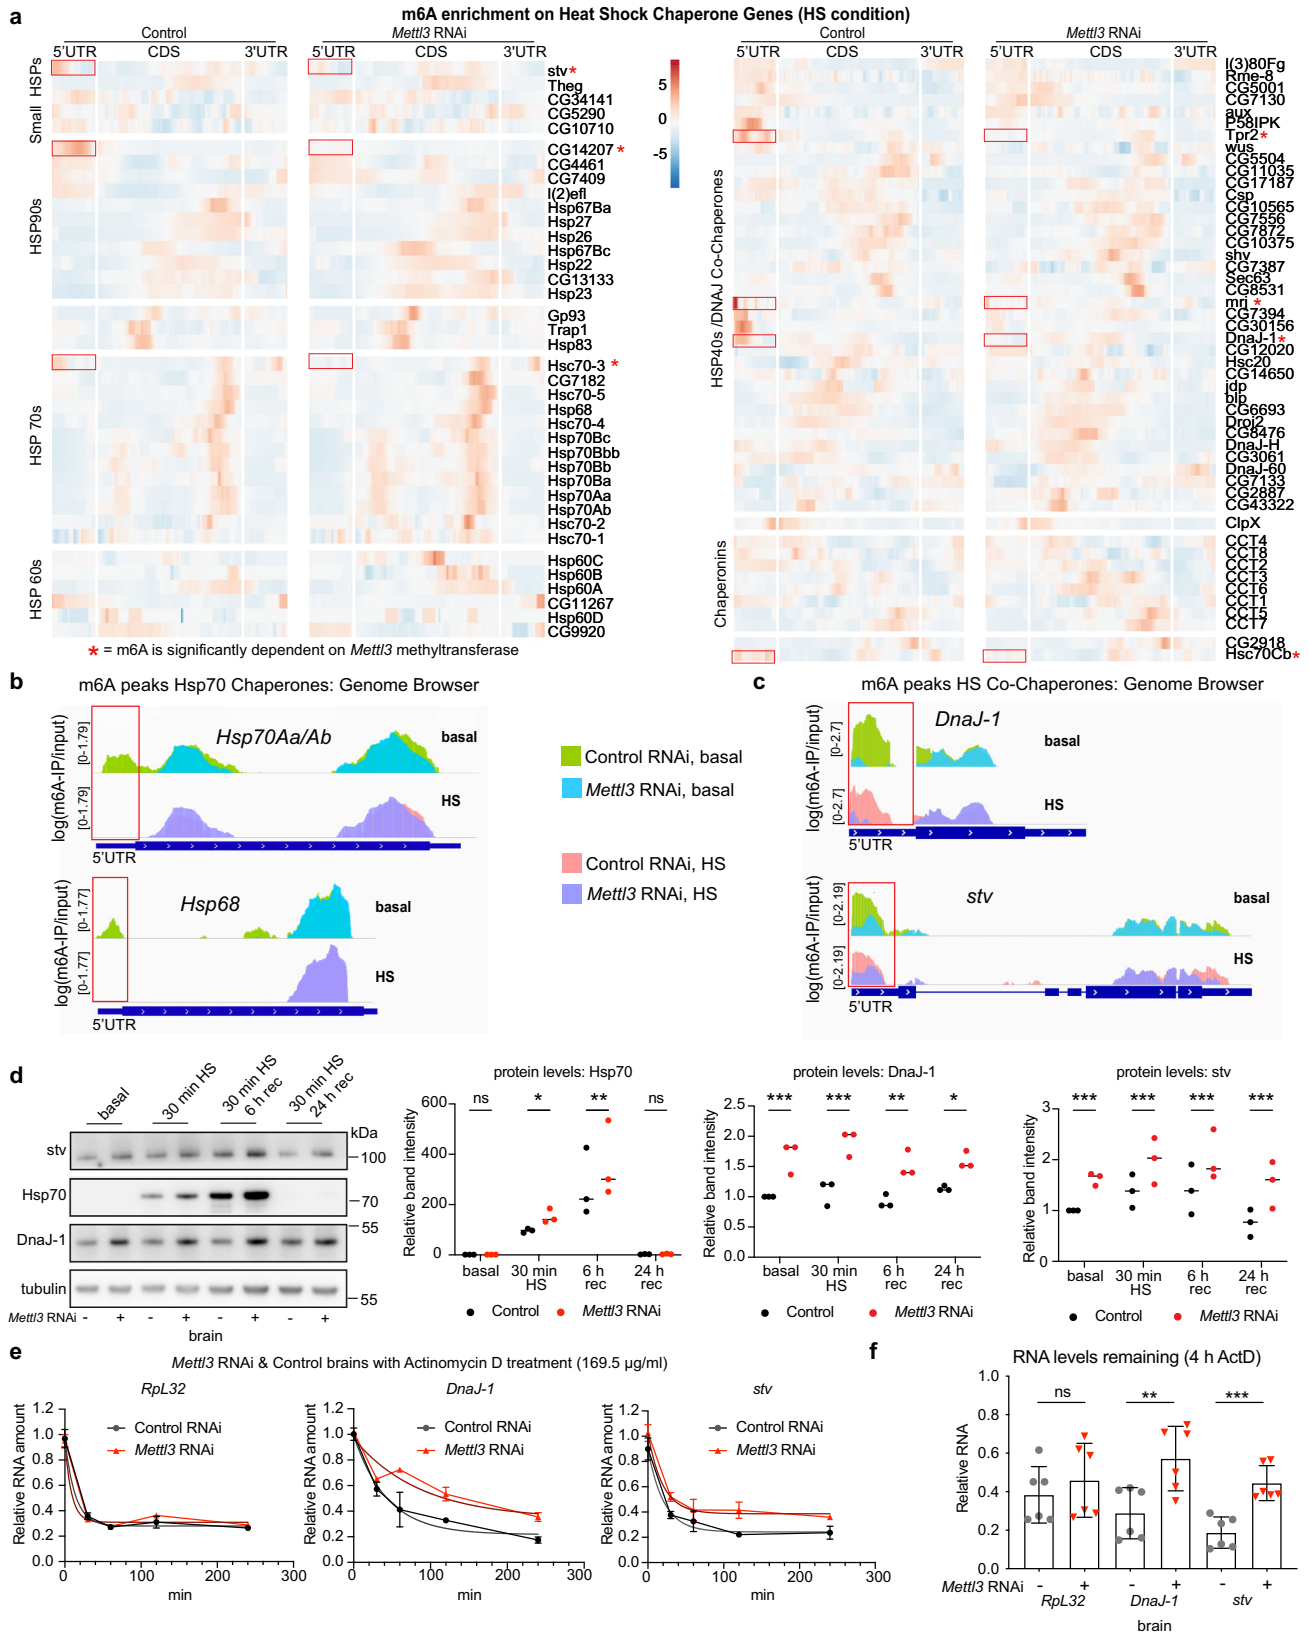 a
m6A enrichment on Heat Shock Chaperone Genes (HS condition)
Control
Mettl3 RNAi
5'UTR CDS 3'UTR
5'UTR CDS 3'UTR
Small HSPs
stv*
Theg
CG34141
CG5290
CG10710
HSP90s
CG14207*
CG4461
CG7409
l(2)efl
Hsp67Ba
Hsp27
Hsp26
Hsp67Bc
Hsp22
CG13133
Hsp23
Gp93
Trap1
Hsp83
HSP 70s
Hsc70-3 *
CG7182
Hsc70-5
Hsp68
Hsc70-4
Hsp70Bc
Hsp70Bbb
Hsp70Bb
Hsp70Ba
Hsp70Aa
Hsp70Ab
Hsc70-2
Hsc70-1
HSP 60s
Hsp60C
Hsp60B
Hsp60A
CG11267
Hsp60D
CG9920
* = m6A is significantly dependent on Mettl3 methyltransferase
5
0
-5
Control
Mettl3 RNAi
5'UTR CDS 3'UTR
5'UTR CDS 3'UTR
HSP40s /DNAJ Co-Chaperones
l(3)80Fg
Rme-8
CG5001
CG7130
aux
P58IPK
Tpr2*
wus
CG5504
CG11035
CG17187
Csp
CG10565
CG7556
CG7872
CG10375
shv
CG7387
Sec63
CG8531
mrj *
CG7394
CG30156
DnaJ-1*
CG12020
Hsc20
CG14650
jdp
blp
CG6693
Droj2
CG8476
DnaJ-H
CG3061
DnaJ-60
CG7133
CG2887
CG43322
ClpX
Chaperonins
CCT4
CCT8
CCT2
CCT3
CCT6
CCT1
CCT5
CCT7
CG2918
Hsc70Cb*
b
m6A peaks Hsp70 Chaperones: Genome Browser
log(m6A-IP/input)
[0-1.79]
[0-1.79]
Hsp70Aa/Ab
basal
HS
5'UTR
log(m6A-IP/input)
[0-1.77]
[0-1.77]
Hsp68
basal
HS
5'UTR
Control RNAi, basal
Mettl3 RNAi, basal
Control RNAi, HS
Mettl3 RNAi, HS
c
m6A peaks HS Co-Chaperones: Genome Browser
log(m6A-IP/input)
[0-2.7]
[0-2.7]
DnaJ-1
basal
HS
5'UTR
log(m6A-IP/input)
[0-2.19]
[0-2.19]
stv
basal
HS
5'UTR
d
basal
30 min HS
30 min HS 6 h rec
30 min HS 24 h rec
kDa
stv
100
Hsp70
70
DnaJ-1
55
tubulin
55
Mettl3 RNAi - + - + - + - +
brain
protein levels: Hsp70
Relative band intensity
600
400
200
0
ns * ** ns
basal 30 min HS 6 h rec 24 h rec
Control Mettl3 RNAi
protein levels: DnaJ-1
Relative band intensity
2.5
2.0
1.5
1.0
0.5
0.0
*** *** ** *
basal 30 min HS 6 h rec 24 h rec
Control Mettl3 RNAi
protein levels: stv
Relative band intensity
3
2
1
0
*** *** *** ***
basal 30 min HS 6 h rec 24 h rec
Control Mettl3 RNAi
e
Mettl3 RNAi & Control brains with Actinomycin D treatment (169.5 µg/ml)
RpL32
Relative RNA amount
1.2
1.0
0.8
0.6
0.4
0.2
0.0
0 100 200 300
min
Control RNAi
Mettl3 RNAi
DnaJ-1
Relative RNA amount
1.2
1.0
0.8
0.6
0.4
0.2
0.0
0 100 200 300
min
Control RNAi
Mettl3 RNAi
stv
Relative RNA amount
1.2
1.0
0.8
0.6
0.4
0.2
0.0
0 100 200 300
min
Control RNAi
Mettl3 RNAi
f
RNA levels remaining (4 h ActD)
Relative RNA
1.0
0.8
0.6
0.4
0.2
0.0
ns ** ***
Mettl3 RNAi - + - + - +
RpL32 DnaJ-1 stv
brain